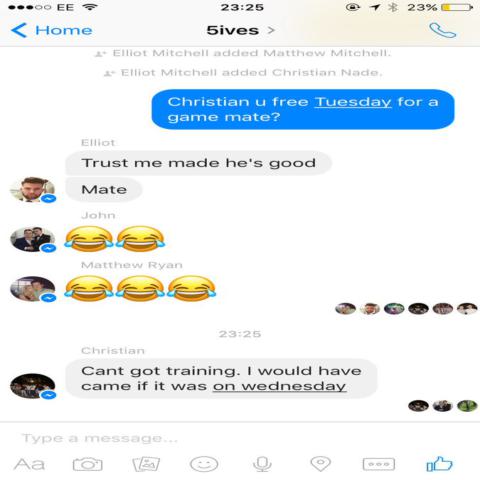 EE 23:25 23%
Home 5ives >
Elliot Mitchell added Matthew Mitchell.
Elliot Mitchell added Christian Nade.
Christian u free Tuesday for a
game mate?
Elliot
Trust me made he's good
Mate
John
😂😂
Matthew Ryan
😂😂😂
23:25
Christian
Cant got training. I would have
came if it was on wednesday
Type a message...
Aa